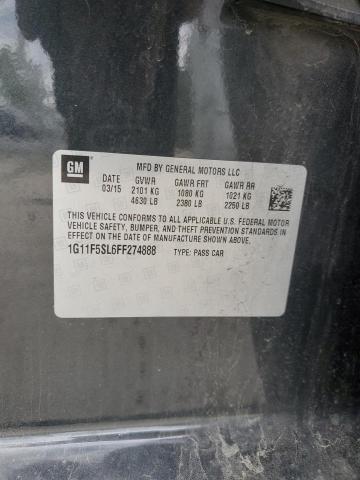 GM
MFD BY GENERAL MOTORS LLC
DATE GVWR GAWR FRT GAWR RR
03/15 2101 KG 1080 KG 1021 KG
4630 LB 2380 LB 2250 LB
THIS VEHICLE CONFORMS TO ALL APPLICABLE U.S. FEDERAL MOTOR
VEHICLE SAFETY, BUMPER, AND THEFT PREVENTION STANDARDS IN
EFFECT ON THE DATE OF MANUFACTURE SHOWN ABOVE.
1G11F5SL6FF274888 TYPE: PASS CAR